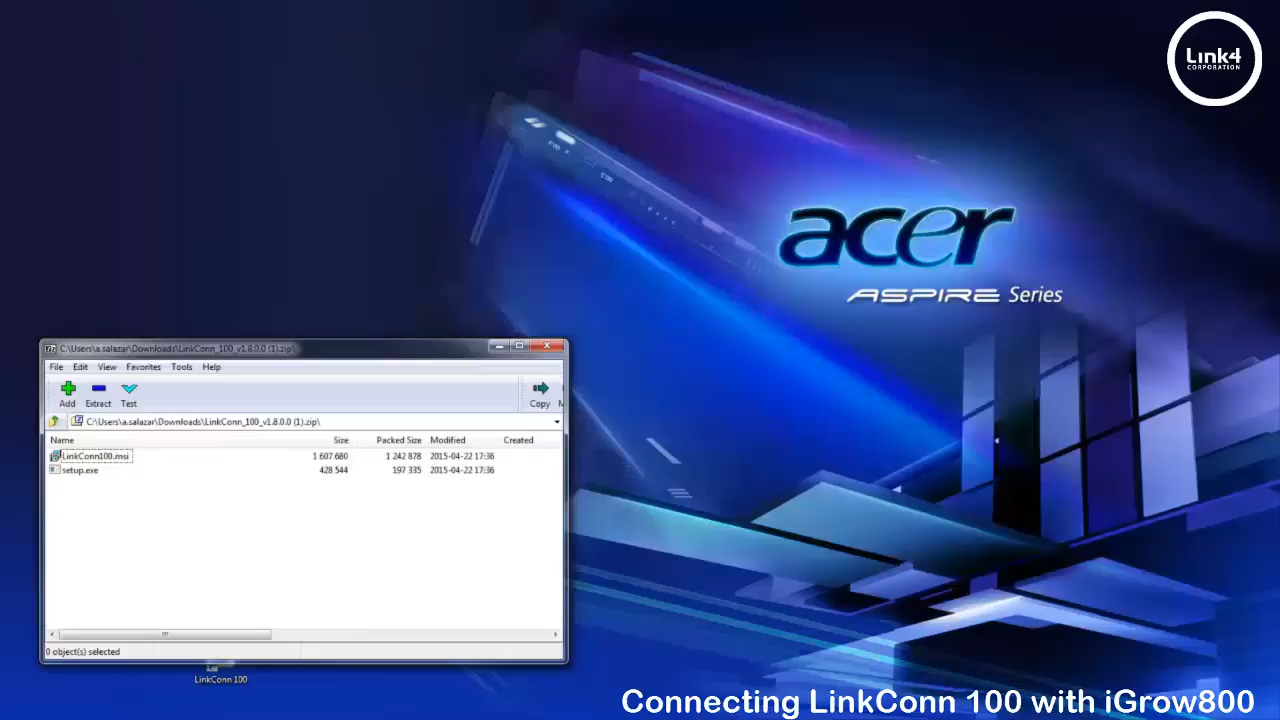 Link4
CORPORATION
acer
ASPIRE Series
C:\Users\a.salazar\Downloads\LinkConn_100_v1.8.0.0 (1).zip\
File Edit View Favorites Tools Help
Add Extract Test Copy M
C:\Users\a.salazar\Downloads\LinkConn_100_v1.8.0.0 (1).zip\
Name Size Packed Size Modified Created
LinkConn100.msi 1 607 680 1 242 878 2015-04-22 17:36
setup.exe 428 544 197 335 2015-04-22 17:36
0 object(s) selected
LinkConn 100
Connecting LinkConn 100 with iGrow800